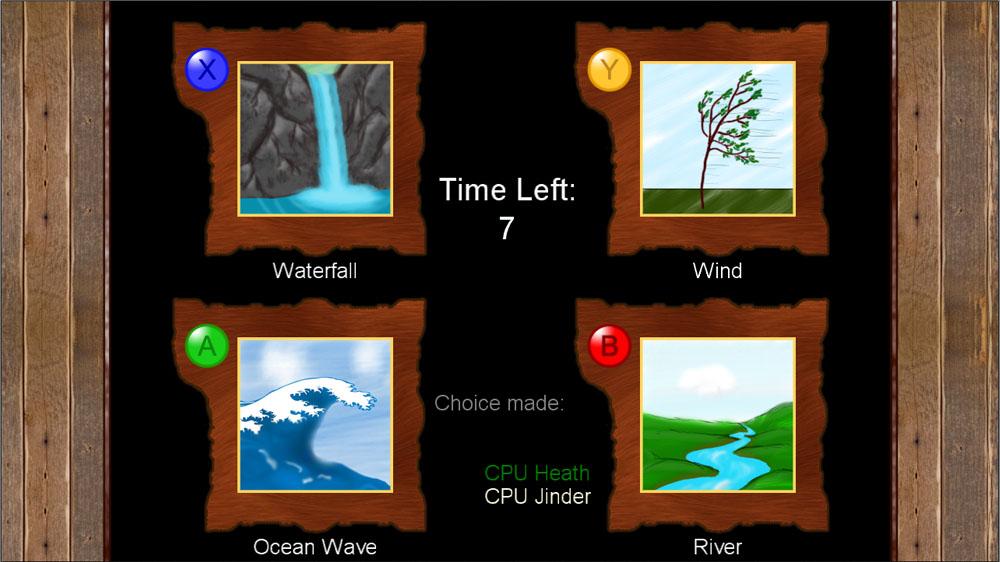 X
Y
Time Left:
7
Waterfall
Wind
A
B
Choice made:
CPU Heath
CPU Jinder
Ocean Wave
River